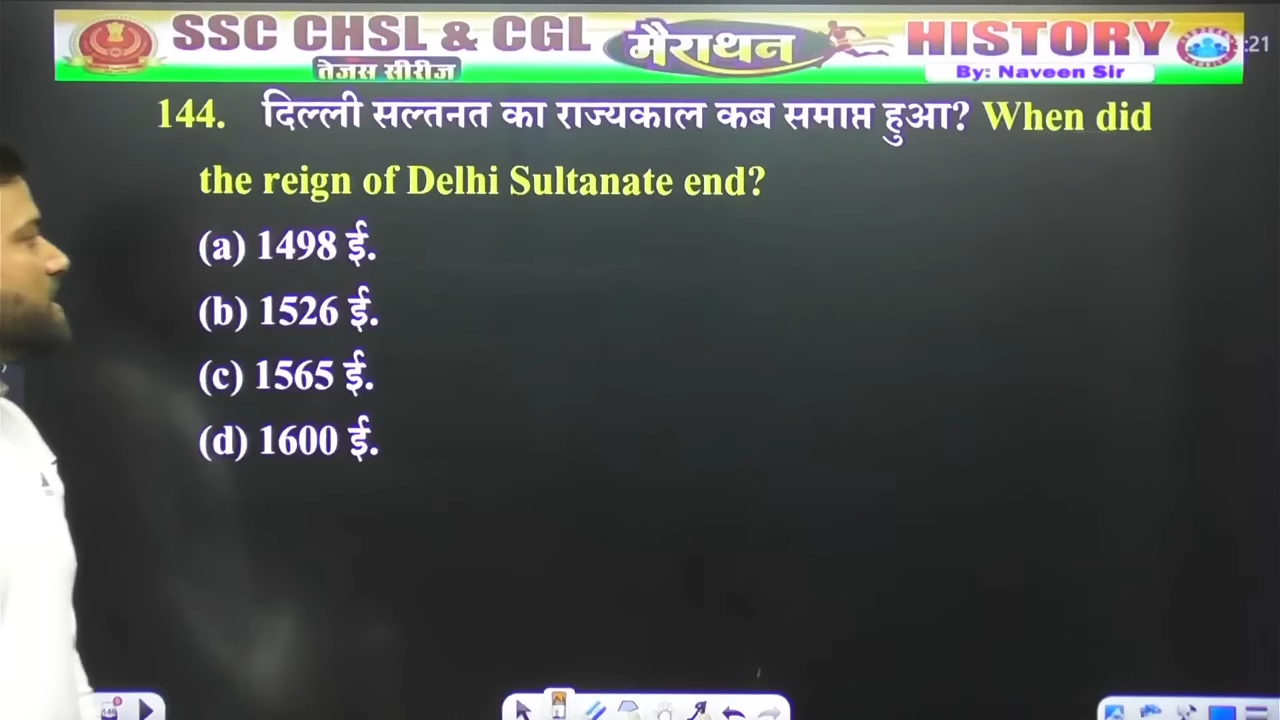 SSC CHSL & CGL मैराथन HISTORY
तेजस सीरीज By: Naveen Sir
144. दिल्ली सल्तनत का राज्यकाल कब समाप्त हुआ? When did
the reign of Delhi Sultanate end?
(a) 1498 ई.
(b) 1526 ई.
(c) 1565 ई.
(d) 1600 ई.